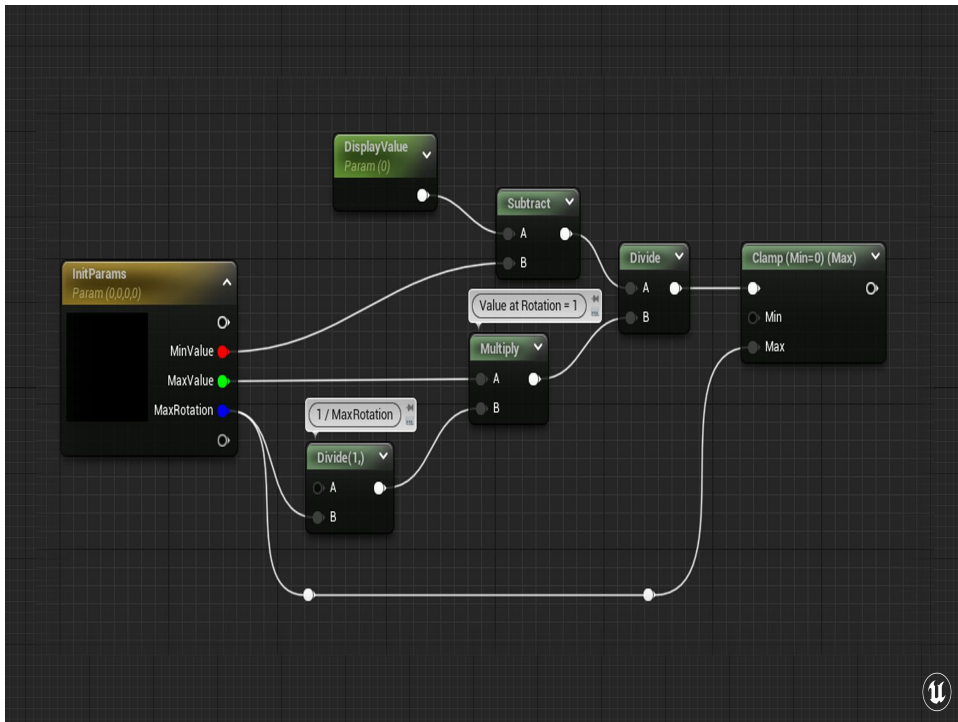 DisplayValue
Param (0)
Subtract
A
B
InitParams
Param (0,0,0,0)
MinValue
MaxValue
MaxRotation
Value at Rotation = 1
Multiply
A
B
1 / MaxRotation
Divide(1,)
A
B
Divide
A
B
Clamp (Min=0) (Max)
Min
Max